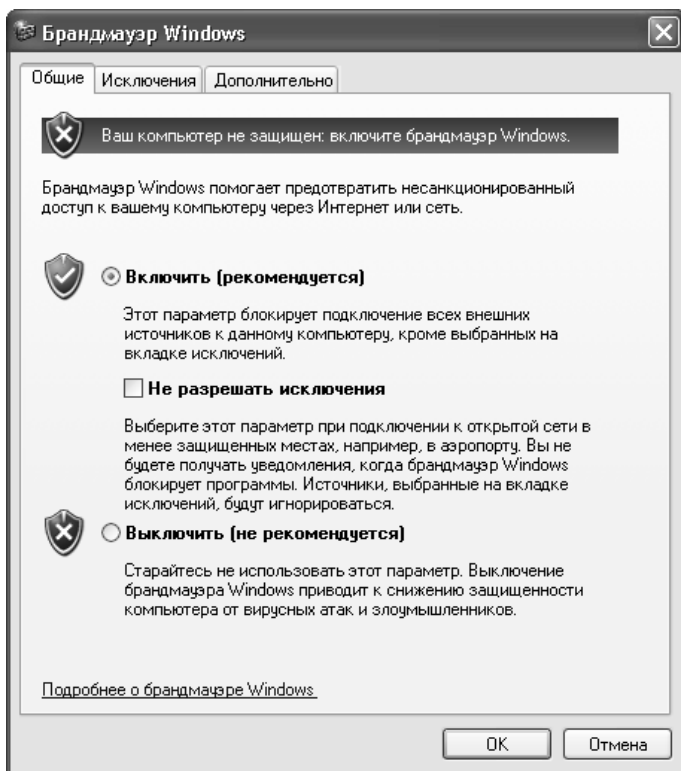 Брандмауэр Windows
Общие
Исключения
Дополнительно
Ваш компьютер не защищен: включите брандмауэр Windows.
Брандмауэр Windows помогает предотвратить несанкционированный
доступ к вашему компьютеру через Интернет или сеть.
Включить (рекомендуется)
Этот параметр блокирует подключение всех внешних
источников к данному компьютеру, кроме выбранных на
вкладке исключений.
Не разрешать исключения
Выберите этот параметр при подключении к открытой сети в
менее защищенных местах, например, в аэропорту. Вы не
будете получать уведомления, когда брандмауэр Windows
блокирует программы. Источники, выбранные на вкладке
исключений, будут игнорироваться.
Выключить (не рекомендуется)
Старайтесь не использовать этот параметр. Выключение
брандмауэра Windows приводит к снижению защищенности
компьютера от вирусных атак и злоумышленников.
Подробнее о брандмауэре Windows
OK
Отмена